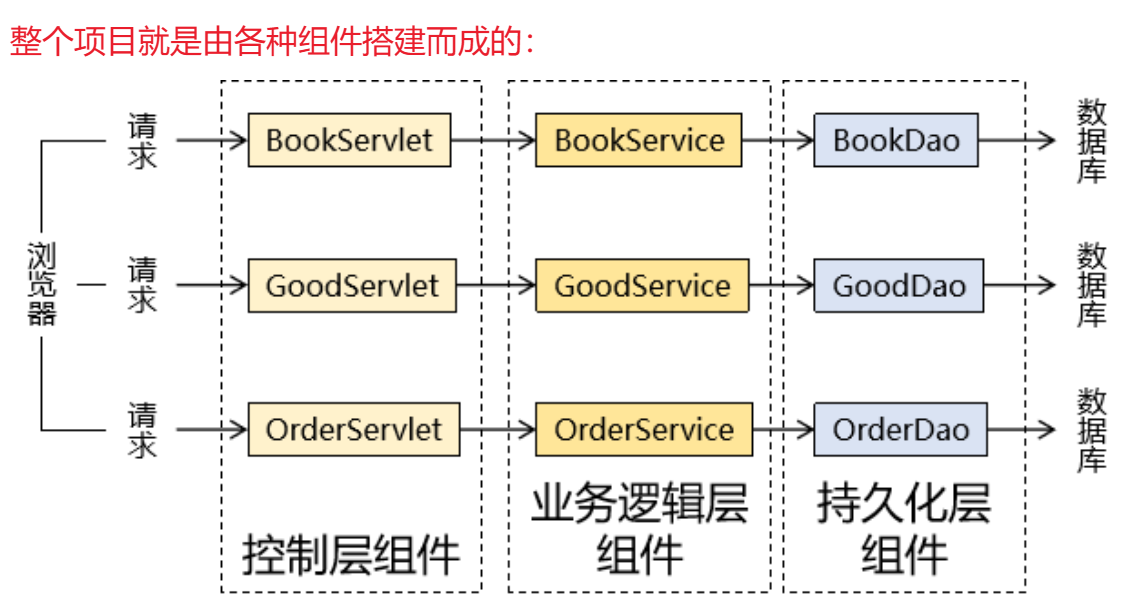 整个项目就是由各种组件搭建而成的：
浏览器
请求
BookServlet
BookService
BookDao
数据库
请求
GoodServlet
GoodService
GoodDao
数据库
请求
OrderServlet
OrderService
OrderDao
数据库
控制层组件
业务逻辑层
组件
持久化层
组件